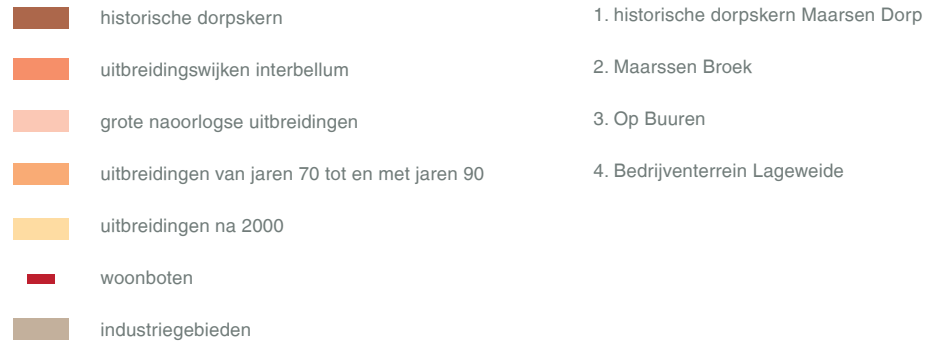 historische dorpskern
uitbreidingswijken interbellum
grote naoorlogse uitbreidingen
uitbreidingen van jaren 70 tot en met jaren 90
uitbreidingen na 2000
woonboten
industriegebieden
1. historische dorpskern Maarsen Dorp
2. Maarssen Broek
3. Op Buuren
4. Bedrijventerrein Lageweide